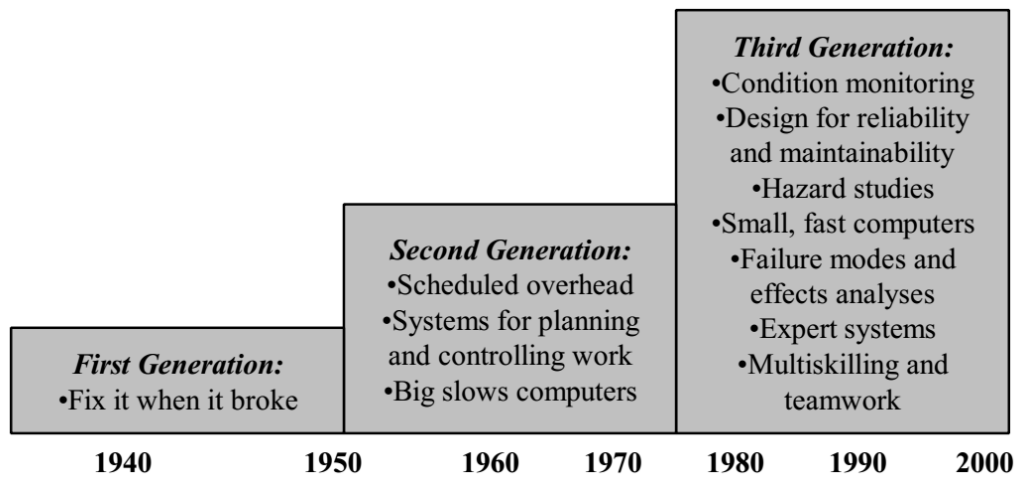 First Generation:
•Fix it when it broke
Second Generation:
•Scheduled overhead
•Systems for planning
and controlling work
•Big slows computers
Third Generation:
•Condition monitoring
•Design for reliability
and maintainability
•Hazard studies
•Small, fast computers
•Failure modes and
effects analyses
•Expert systems
•Multiskilling and
teamwork
1940 1950 1960 1970 1980 1990 2000